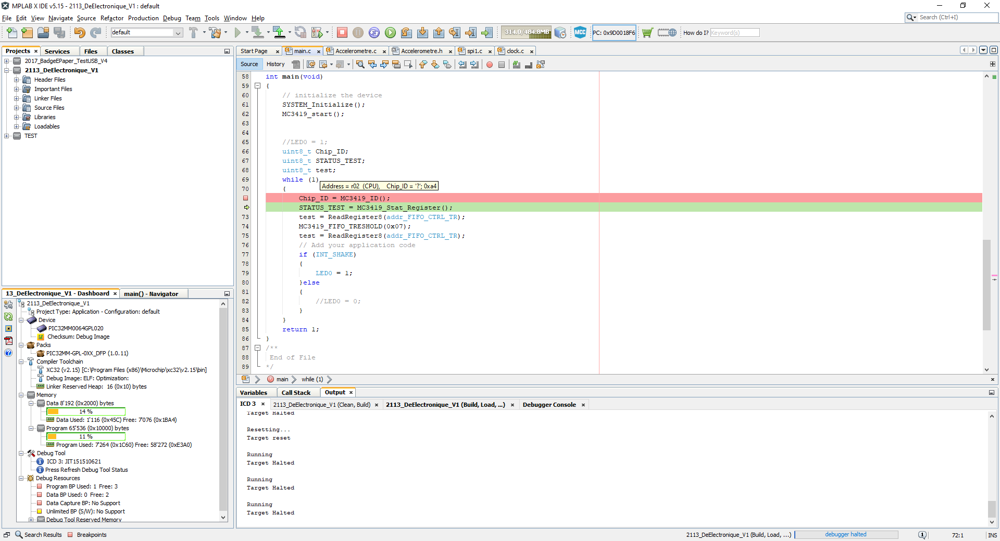 MPLAB X IDE v5.15 - 2113_DeElectronique_V1 : default
File Edit View Navigate Source Refactor Production Debug Team Tools Window Help
Search (Ctrl+I)
default
314.0/484.8MB
MCC
PC: 0x9D0018F6
How do I?
Keyword(s)
Projects
Services
Files
Classes
2017_BadgeEPaper_TestUSB_V4
2113_DeElectronique_V1
Header Files
Important Files
Linker Files
Source Files
Libraries
Loadables
TEST
Start Page
main.c
Accelerometre.c
Accelerometre.h
spi1.c
clock.c
Source
History
58 int main(void)
59 {
60 // initialize the device
61 SYSTEM_Initialize();
62 MC3419_start();
63
64
65 //LED0 = 1;
66 uint8_t Chip_ID;
67 uint8_t STATUS_TEST;
68 uint8_t test;
69 while (1)
Address = r02 (CPU), Chip_ID = '?'; 0xa4
70 {
Chip_ID = MC3419_ID();
STATUS_TEST = MC3419_Stat_Register();
73 test = ReadRegister8(addr_FIFO_CTRL_TR);
74 MC3419_FIFO_TRESHOLD(0x07);
75 test = ReadRegister8(addr_FIFO_CTRL_TR);
76 // Add your application code
77 if (INT_SHAKE)
78 {
79 LED0 = 1;
80 }else
81 {
82 //LED0 = 0;
83 }
84 }
85 return 1;
86 }
87 /**
88 End of File
89 */
main
while (1)
13_DeElectronique_V1 - Dashboard
main() - Navigator
2113_DeElectronique_V1
Project Type: Application - Configuration: default
Device
PIC32MM0064GPL020
Checksum: Debug Image
Packs
PIC32MM-GPL-0XX_DFP (1.0.11)
Compiler Toolchain
XC32 (v2.15) [C:\Program Files (x86)\Microchip\xc32\v2.15\bin]
Debug Image: ELF: Optimization:
Linker Reserved Heap: 16 (0x10) bytes
Memory
Data 8'192 (0x2000) bytes
14 %
Data Used: 1'116 (0x45C) Free: 7'076 (0x1BA4)
Program 65'536 (0x10000) bytes
11 %
Program Used: 7'264 (0x1C60) Free: 58'272 (0xE3A0)
Debug Tool
ICD 3: JIT151510621
Press Refresh Debug Tool Status
Debug Resources
Program BP Used: 1 Free: 3
Data BP Used: 0 Free: 2
Data Capture BP: No Support
Unlimited BP (S/W): No Support
Debug Tool Reserved Memory
Variables
Call Stack
Output
ICD 3
2113_DeElectronique_V1 (Clean, Build)
2113_DeElectronique_V1 (Build, Load, ...)
Debugger Console
Target Halted
Resetting...
Target reset
Running
Target Halted
Running
Target Halted
Running
Target Halted
Search Results
Breakpoints
2113_DeElectronique_V1 (Build, Load, ...)
debugger halted
1
72:1
INS